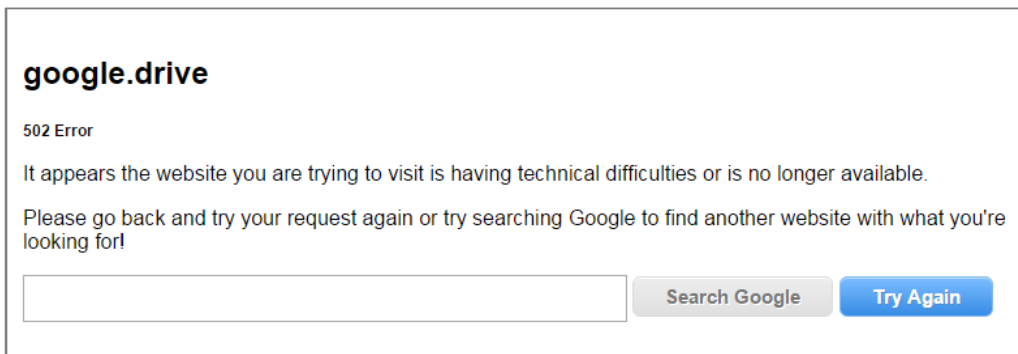 google.drive
502 Error
It appears the website you are trying to visit is having technical difficulties or is no longer available.
Please go back and try your request again or try searching Google to find another website with what you're
looking for!
Search Google
Try Again